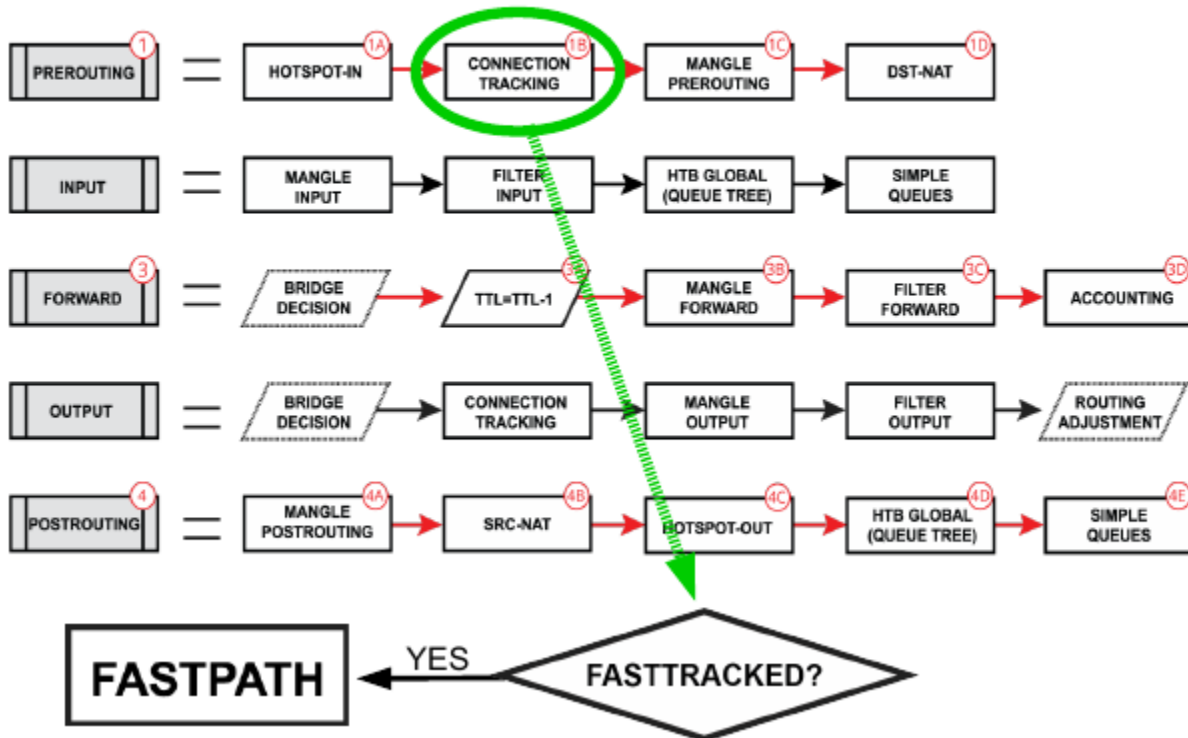 1
PREROUTING
=
1A
HOTSPOT-IN
1B
CONNECTION
TRACKING
1C
MANGLE
PREROUTING
1D
DST-NAT
INPUT
=
MANGLE
INPUT
FILTER
INPUT
HTB GLOBAL
(QUEUE TREE)
SIMPLE
QUEUES
3
FORWARD
=
BRIDGE
DECISION
TTL=TTL-1
3B
MANGLE
FORWARD
3C
FILTER
FORWARD
3D
ACCOUNTING
OUTPUT
=
BRIDGE
DECISION
CONNECTION
TRACKING
MANGLE
OUTPUT
FILTER
OUTPUT
ROUTING
ADJUSTMENT
4
POSTROUTING
=
4A
MANGLE
POSTROUTING
4B
SRC-NAT
4C
HOTSPOT-OUT
4D
HTB GLOBAL
(QUEUE TREE)
4E
SIMPLE
QUEUES
FASTPATH
YES
FASTTRACKED?